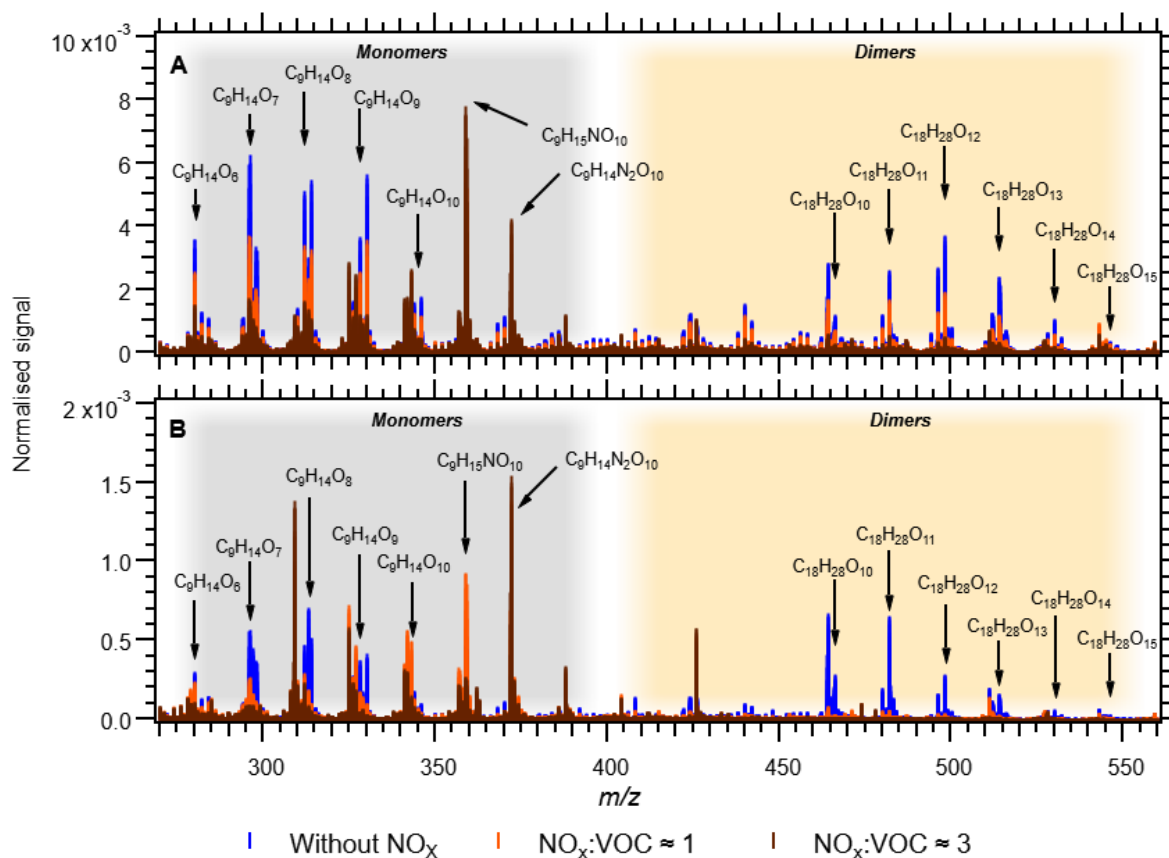 10 x10⁻³
8
6
4
2
0
A
Monomers
Dimers
C₉H₁₄O₆
C₉H₁₄O₇
C₉H₁₄O₈
C₉H₁₄O₉
C₉H₁₄O₁₀
C₉H₁₅NO₁₀
C₉H₁₄N₂O₁₀
C₁₈H₂₈O₁₀
C₁₈H₂₈O₁₁
C₁₈H₂₈O₁₂
C₁₈H₂₈O₁₃
C₁₈H₂₈O₁₄
C₁₈H₂₈O₁₅
Normalised signal
2 x10⁻³
1.5
1.0
0.5
0.0
B
Monomers
Dimers
C₉H₁₄O₆
C₉H₁₄O₇
C₉H₁₄O₈
C₉H₁₄O₉
C₉H₁₄O₁₀
C₉H₁₅NO₁₀
C₉H₁₄N₂O₁₀
C₁₈H₂₈O₁₀
C₁₈H₂₈O₁₁
C₁₈H₂₈O₁₂
C₁₈H₂₈O₁₃
C₁₈H₂₈O₁₄
C₁₈H₂₈O₁₅
300 350 400 450 500 550
m/z
Without NOₓ NOₓ:VOC ≈ 1 NOₓ:VOC ≈ 3